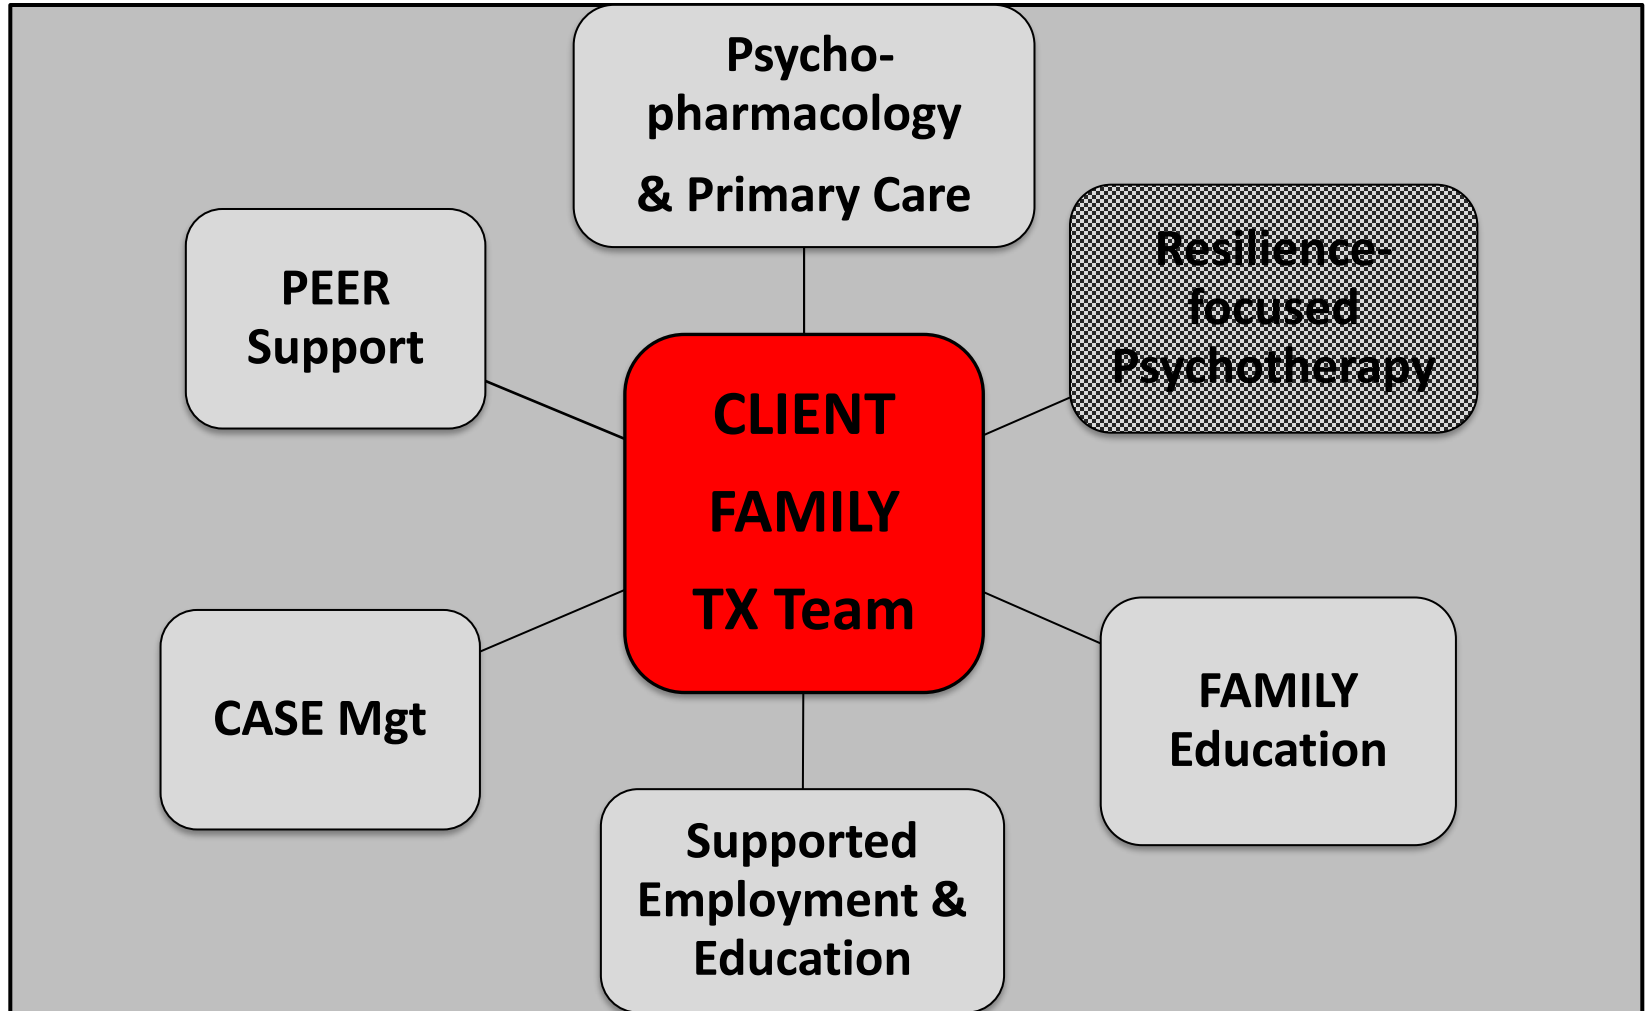 Psycho-
pharmacology
& Primary Care
Resilience-
focused
Psychotherapy
PEER
Support
CLIENT
FAMILY
TX Team
CASE Mgt
FAMILY
Education
Supported
Employment &
Education